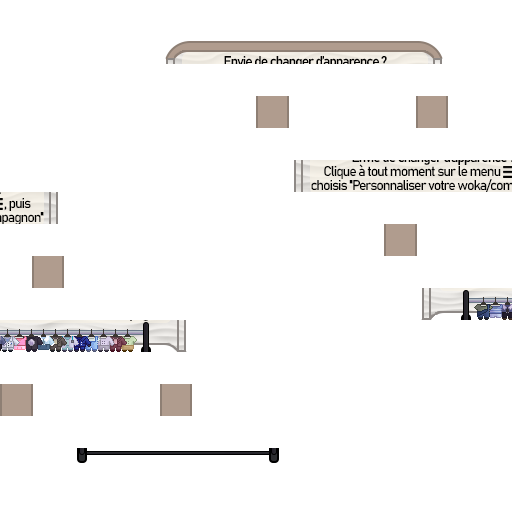 Envie de changer d'apparence ?
Envie de changer d'apparence
Clique à tout moment sur le menu ☰
choisis "Personnaliser votre woka/com
☰, puis
mpagnon"